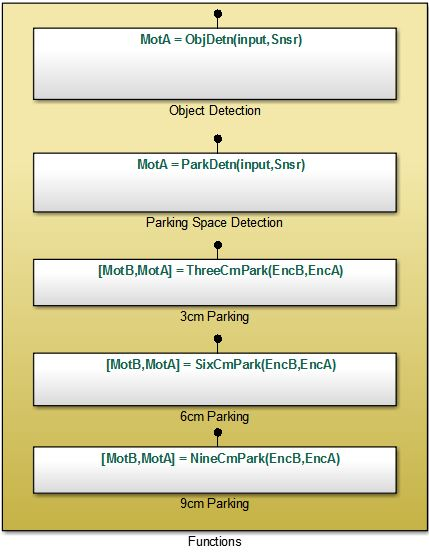 MotA = ObjDetn(input,Snsr)
Object Detection
MotA = ParkDetn(input,Snsr)
Parking Space Detection
[MotB,MotA] = ThreeCmPark(EncB,EncA)
3cm Parking
[MotB,MotA] = SixCmPark(EncB,EncA)
6cm Parking
[MotB,MotA] = NineCmPark(EncB,EncA)
9cm Parking
Functions